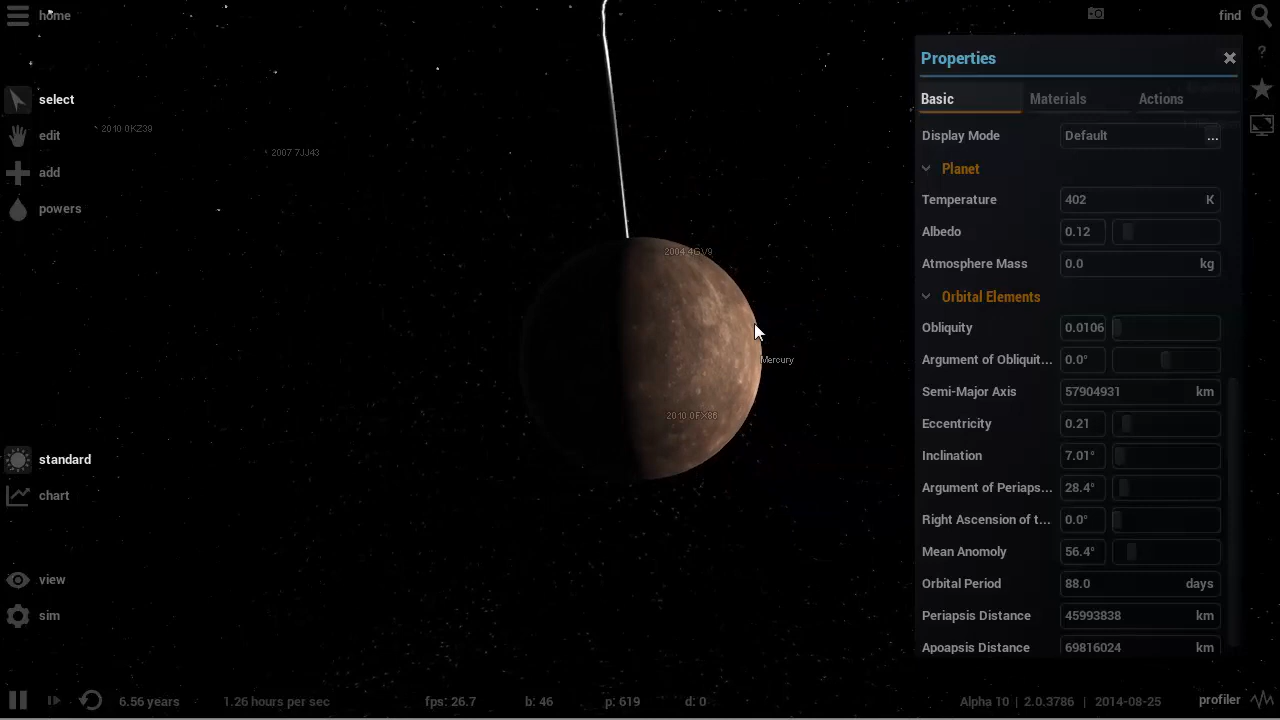 home
find
Properties
?
select
Basic Materials Actions
2010 0KZ39
edit
Display Mode Default ...
2007 7JJ43
Planet
add
Temperature 402 K
powers
Albedo 0.12
2004 4GV9
Atmosphere Mass 0.0 kg
Orbital Elements
Obliquity 0.0106
Mercury
Argument of Obliquit... 0.0°
Semi-Major Axis 57904931 km
2010 0FX86
Eccentricity 0.21
standard
Inclination 7.01°
chart
Argument of Periaps... 28.4°
Right Ascension of t... 0.0°
Mean Anomoly 56.4°
view
Orbital Period 88.0 days
sim
Periapsis Distance 45993838 km
Apoapsis Distance 69816024 km
6.56 years 1.26 hours per sec fps: 26.7 b: 46 p: 619 d: 0 Alpha 10 | 2.0.3786 | 2014-08-25 profiler